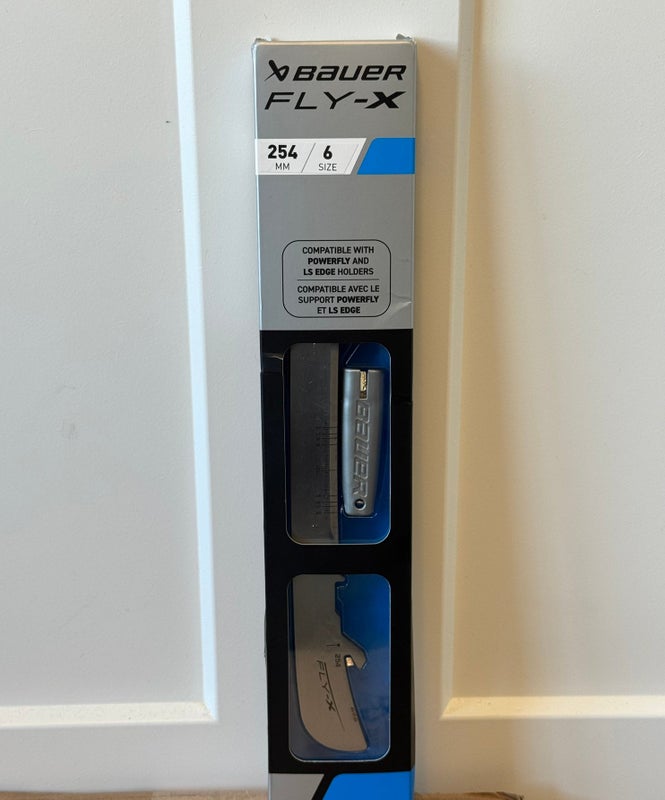 BAUER
FLY-X
254 / 6
MM SIZE
COMPATIBLE WITH
POWERFLY AND
LS EDGE HOLDERS
COMPATIBLE AVEC LE
SUPPORT POWERFLY
ET LS EDGE
BAUER
254
FLY-X